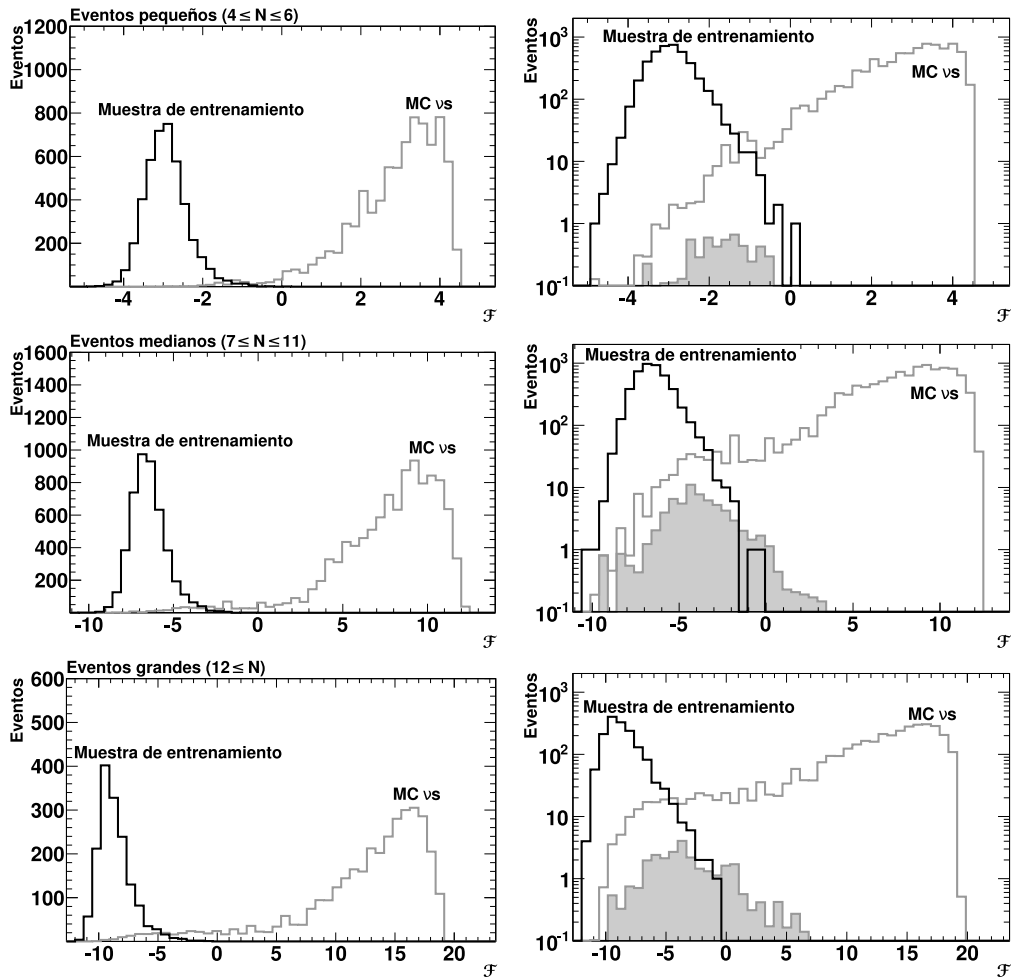 Eventos pequeños (4 ≤ N ≤ 6)
Eventos
1200
1000
800
600
400
200
Muestra de entrenamiento
MC νs
-4 -2 0 2 4
ℱ
Eventos
10³
10²
10
1
10⁻¹
Muestra de entrenamiento
MC νs
-4 -2 0 2 4
ℱ
Eventos medianos (7 ≤ N ≤ 11)
Eventos
1600
1400
1200
1000
800
600
400
200
Muestra de entrenamiento
MC νs
-10 -5 0 5 10
ℱ
Eventos
10³
10²
10
1
10⁻¹
Muestra de entrenamiento
MC νs
-10 -5 0 5 10
ℱ
Eventos grandes (12 ≤ N)
Eventos
600
500
400
300
200
100
Muestra de entrenamiento
MC νs
-10 -5 0 5 10 15 20
ℱ
Eventos
10³
10²
10
1
10⁻¹
Muestra de entrenamiento
MC νs
-10 -5 0 5 10 15 20
ℱ